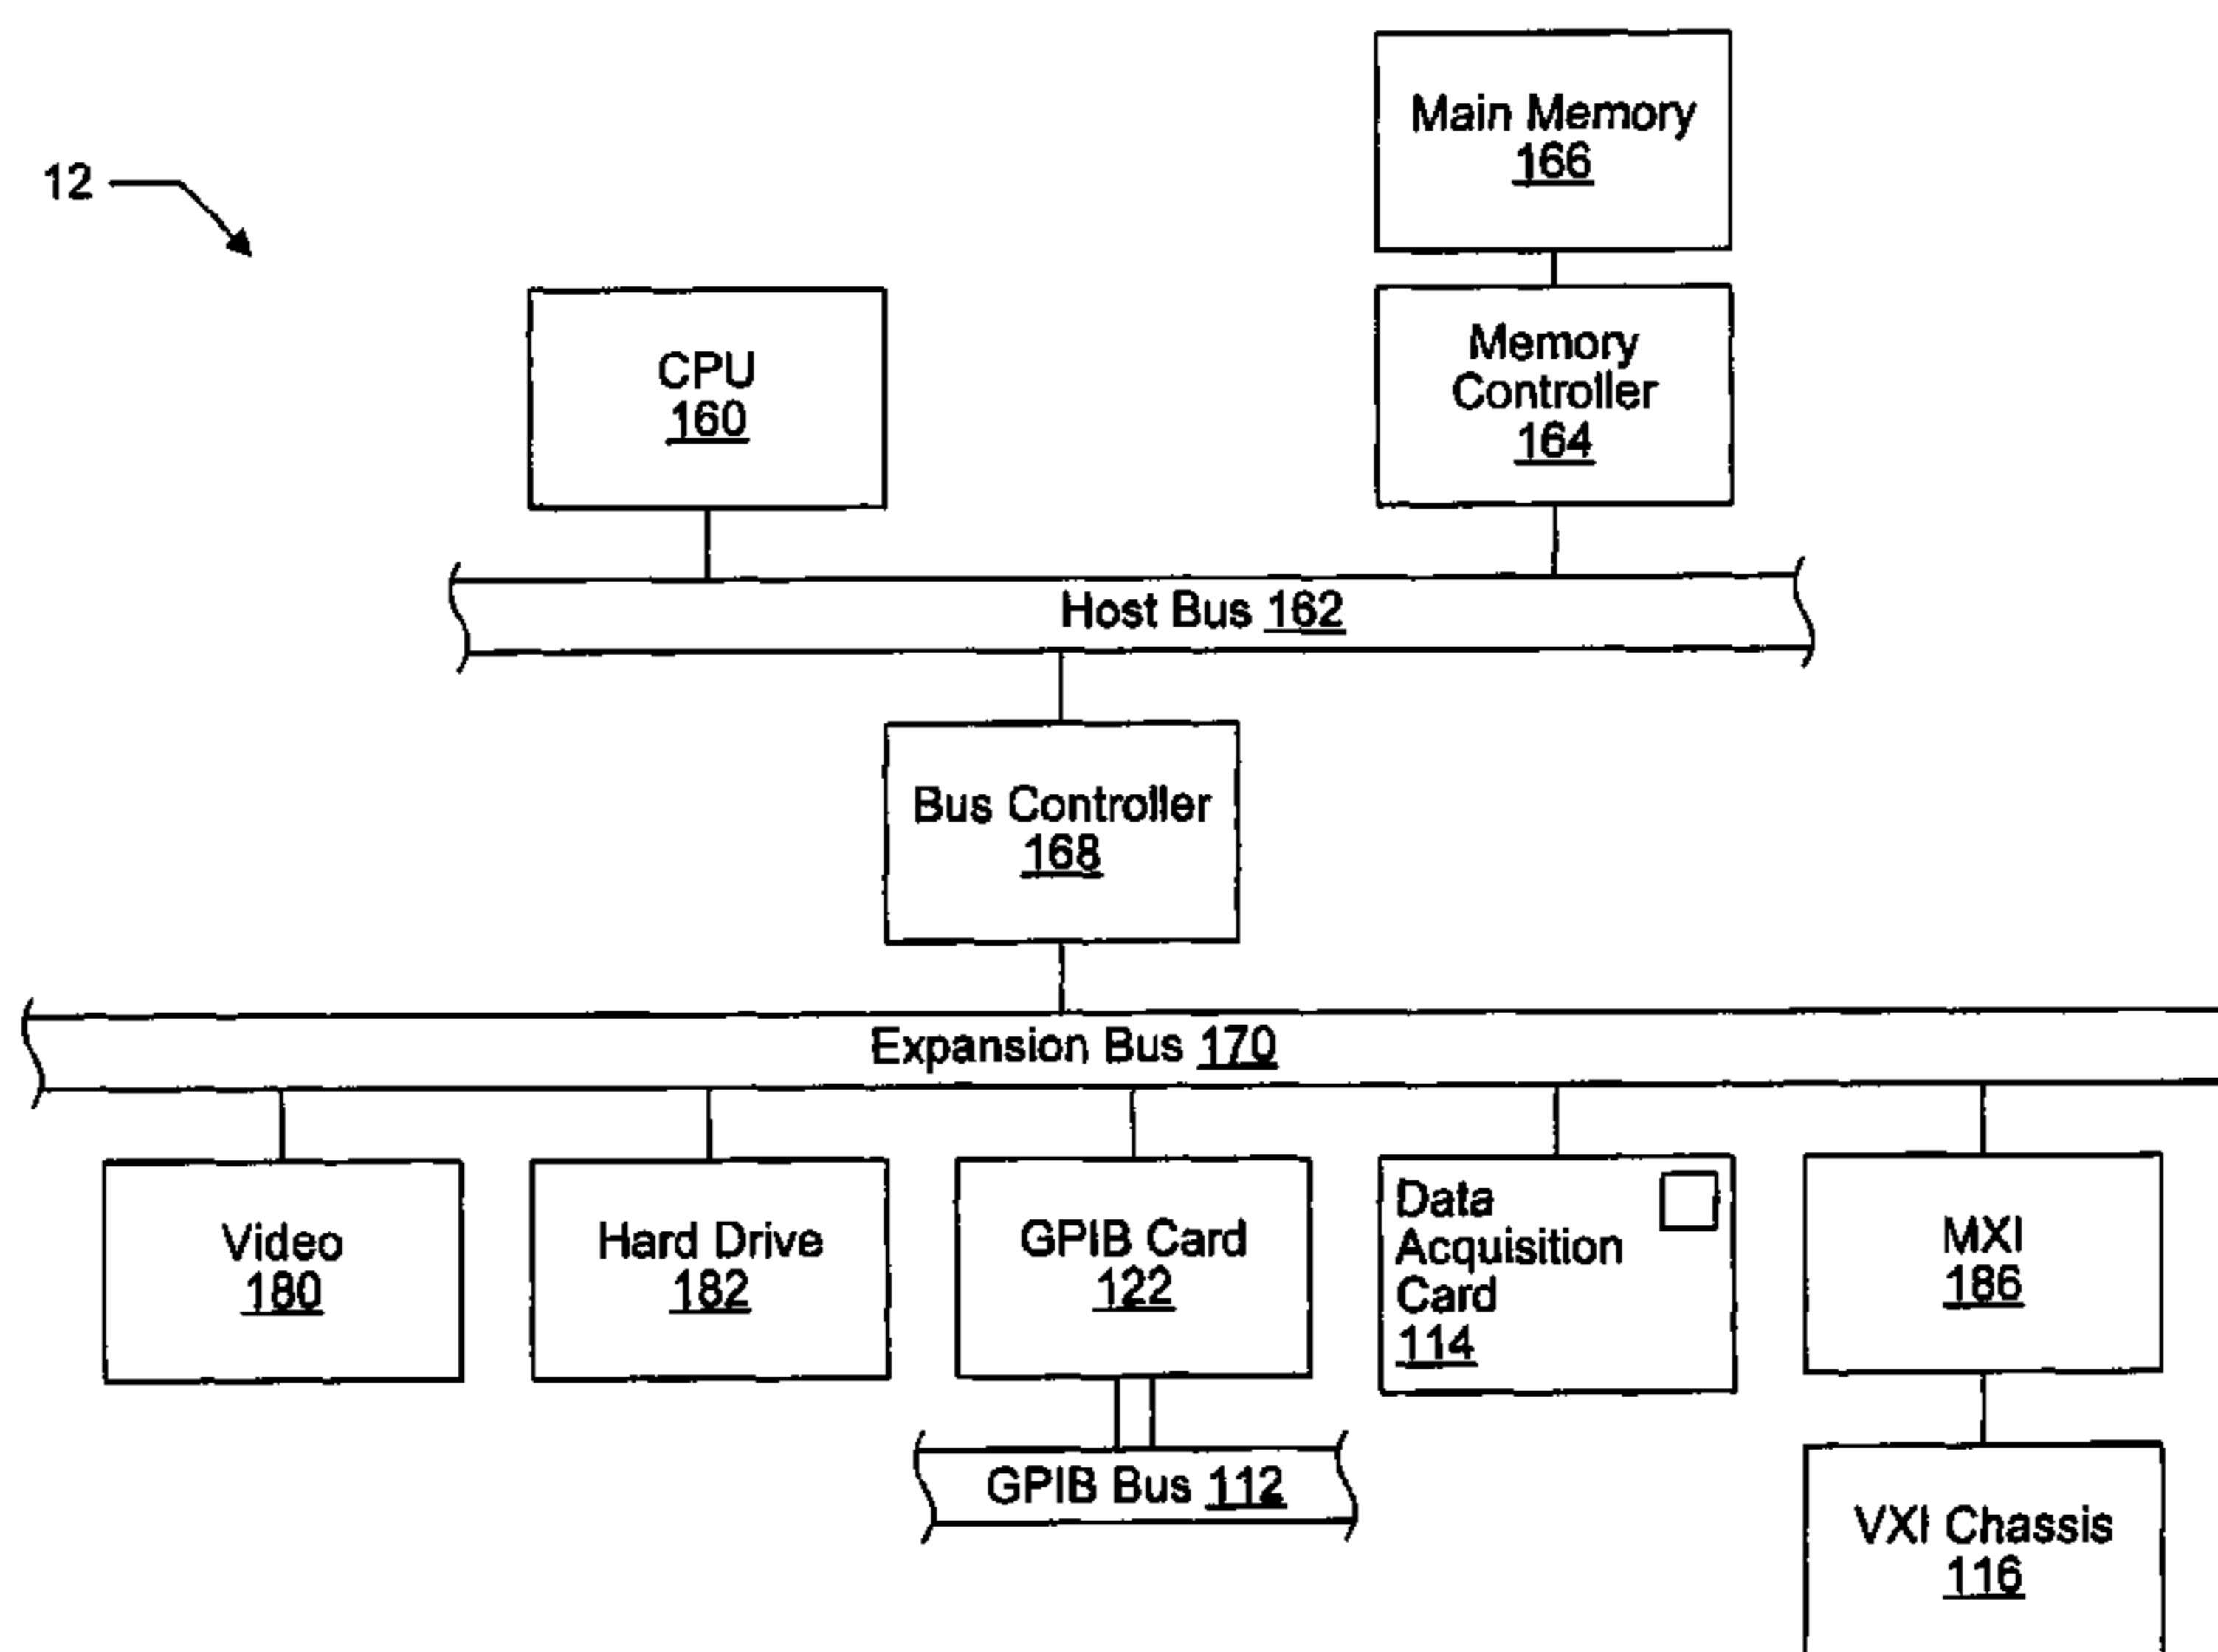 Main Memory
166
12
CPU
160
Memory
Controller
164
Host Bus 162
Bus Controller
168
Expansion Bus 170
Video
180
Hard Drive
182
GPIB Card
122
Data
Acquisition
Card
114
MXI
186
GPIB Bus 112
VXI Chassis
116